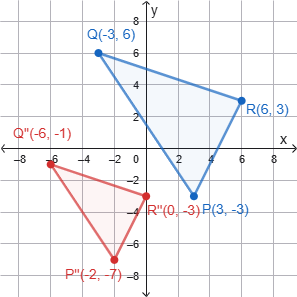 y
8
Q(-3, 6)
6
4
R(6, 3)
2
x
−8 −6 −4 −2 0 2 4 6 8
Q"(-6, -1)
−2
R"(0, -3) P(3, -3)
−4
−6
P"(-2, -7)
−8